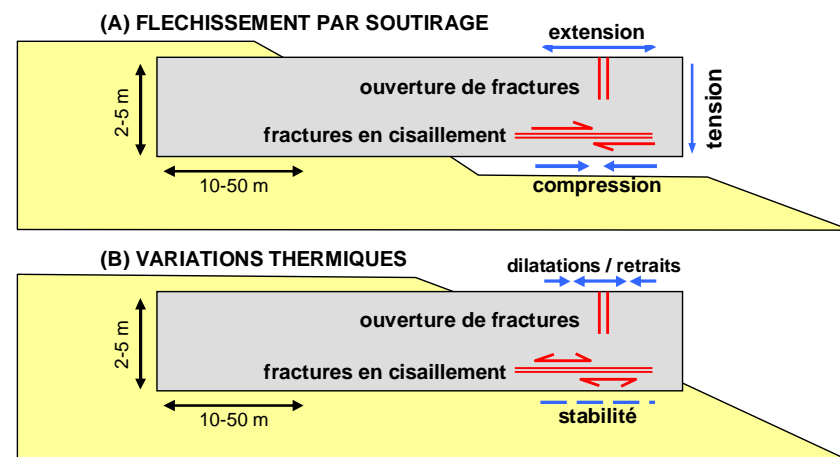 (A) FLECHISSEMENT PAR SOUTIRAGE
extension
ouverture de fractures
2-5 m
tension
fractures en cisaillement
10-50 m
compression
(B) VARIATIONS THERMIQUES
dilatations / retraits
ouverture de fractures
2-5 m
fractures en cisaillement
10-50 m
stabilité